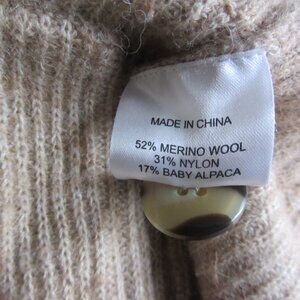 MADE IN CHINA
52% MERINO WOOL
31% NYLON
17% BABY ALPACA